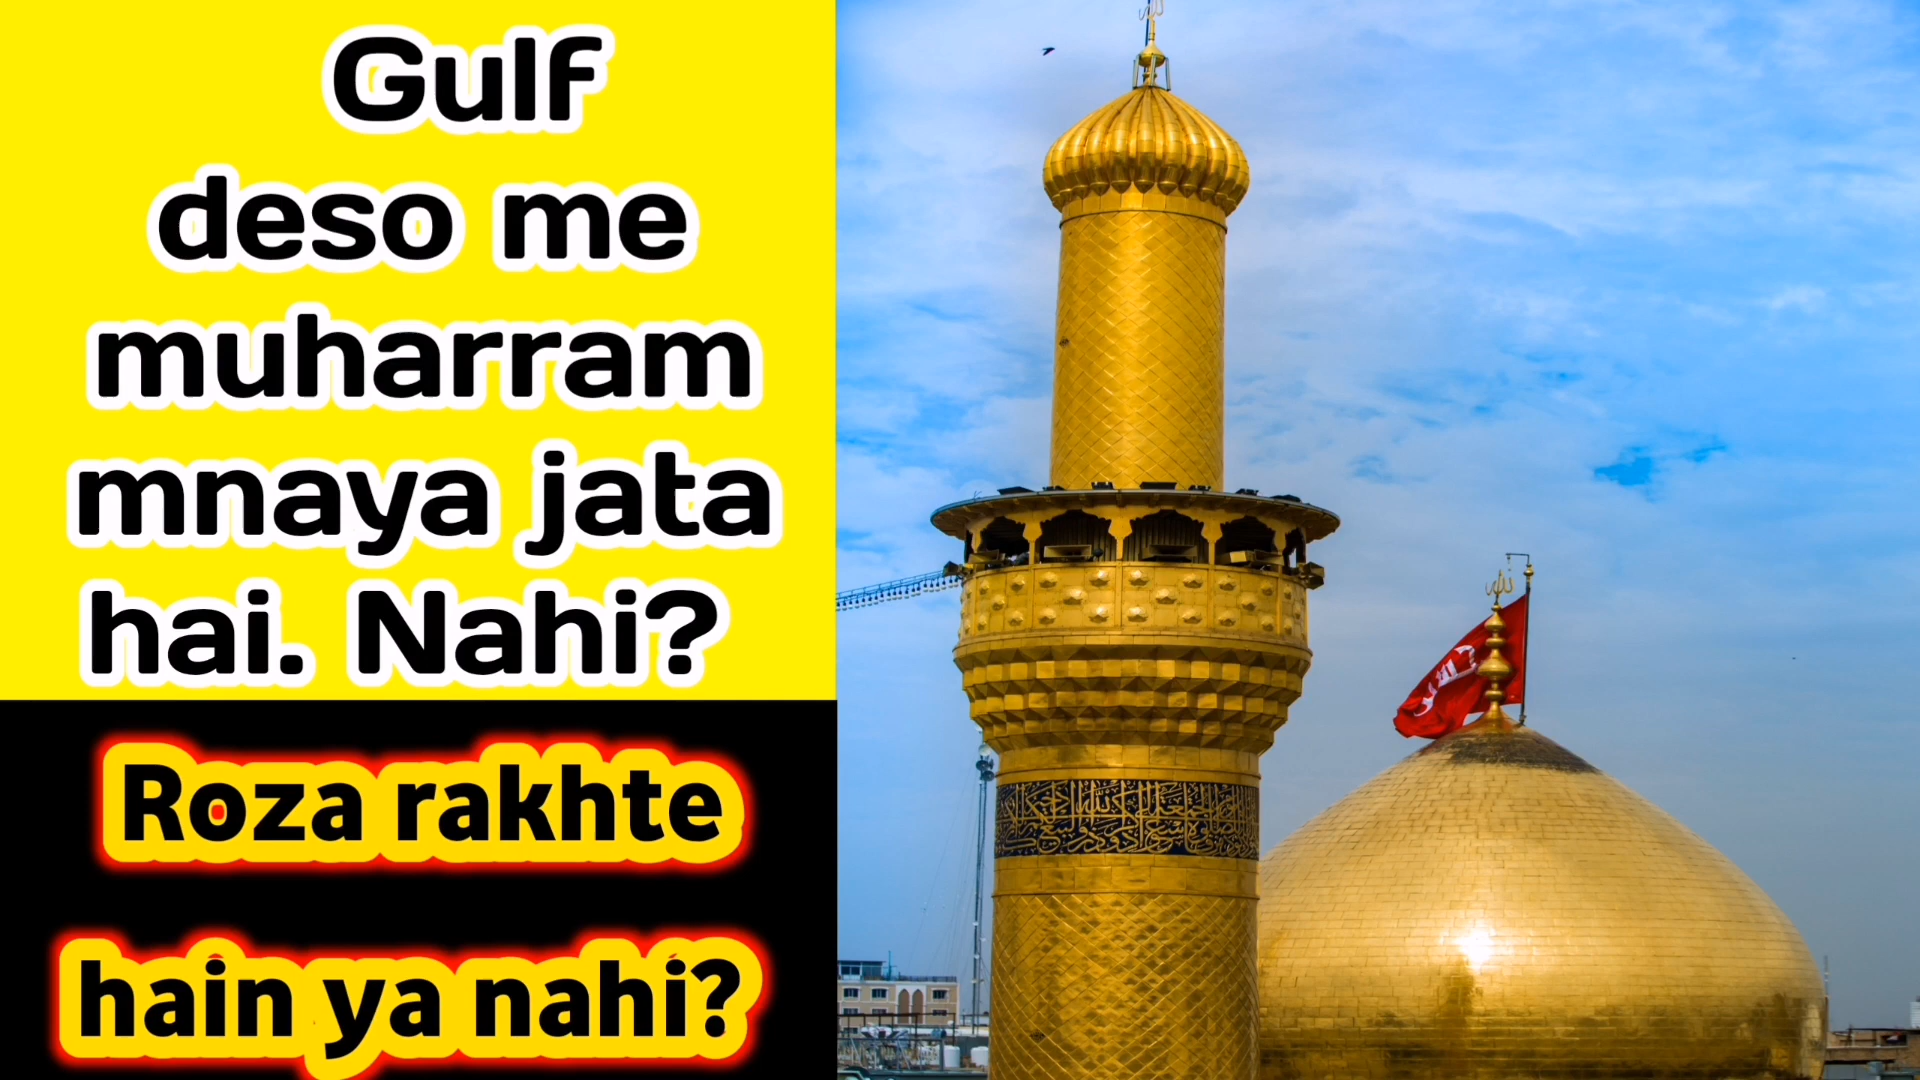 Gulf
deso me
muharram
mnaya jata
hai. Nahi?
Roza rakhte
hain ya nahi?